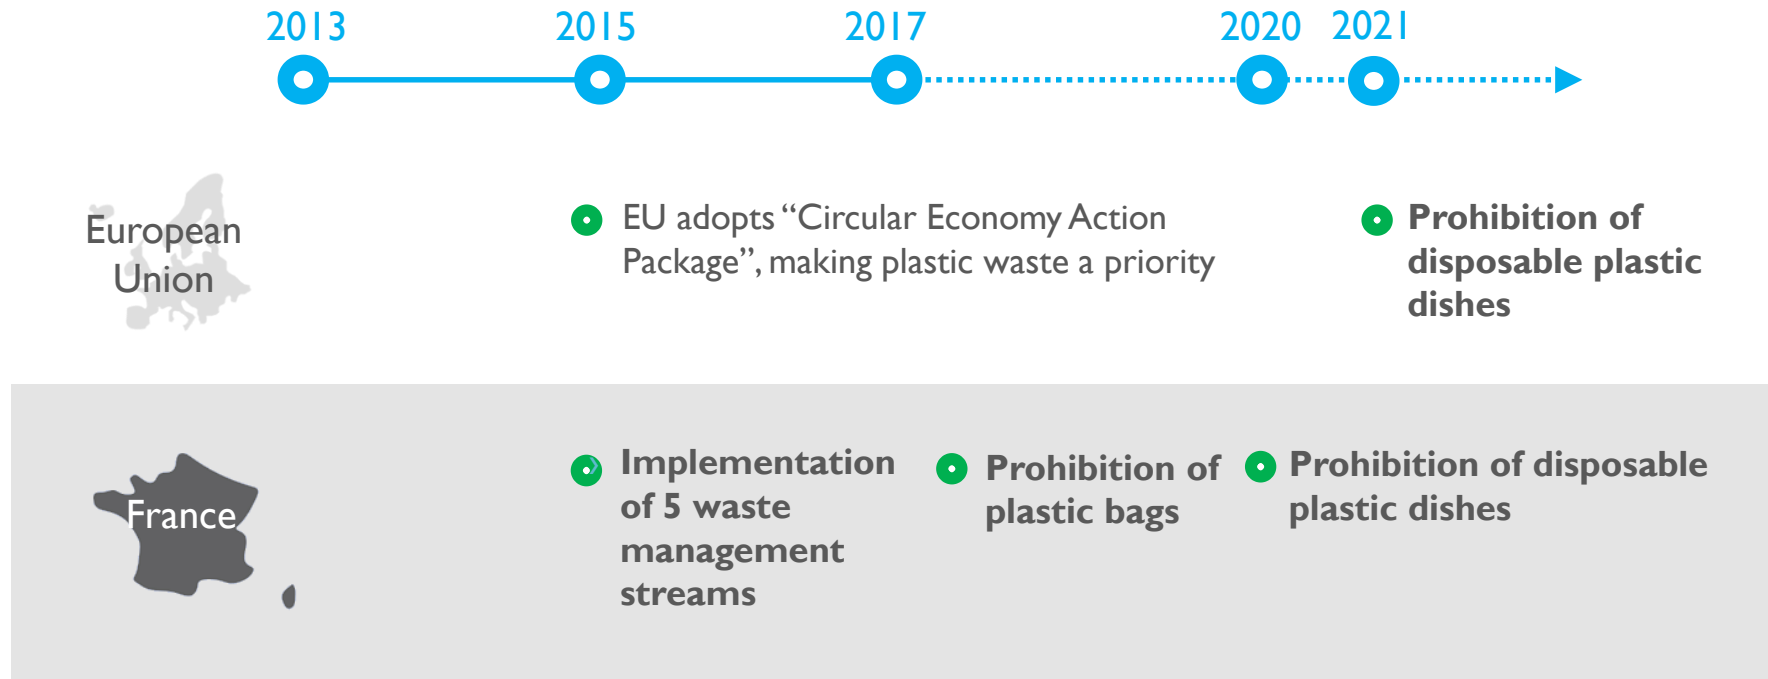 2013 2015 2017 2020 2021
European
Union
EU adopts “Circular Economy Action
Package”, making plastic waste a priority
Prohibition of
disposable plastic
dishes
France
Implementation
of 5 waste
management
streams
Prohibition of
plastic bags
Prohibition of disposable
plastic dishes